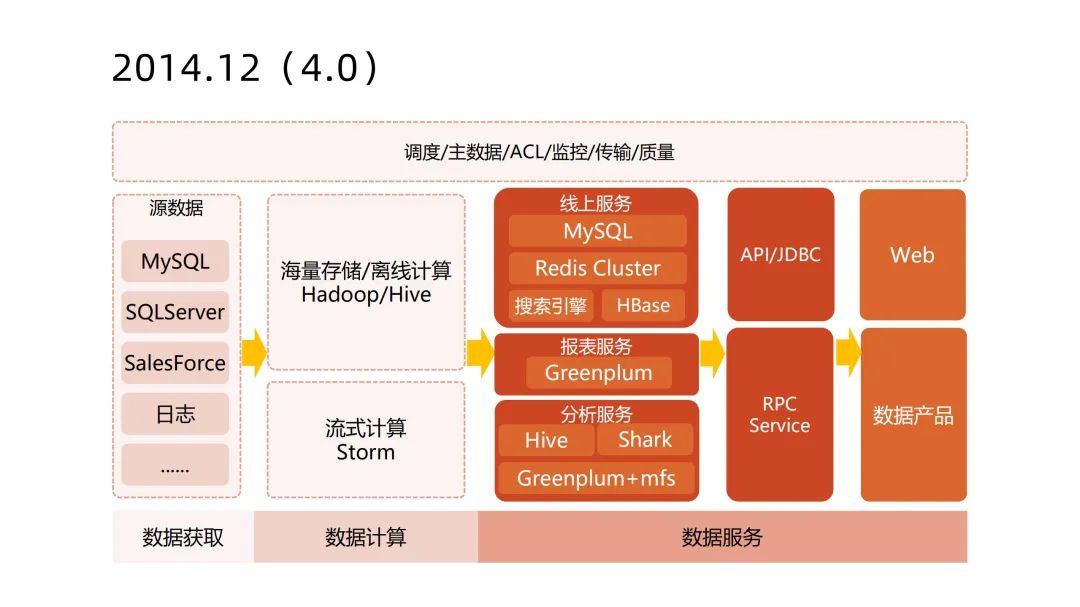 2014.12（4.0）
调度/主数据/ACL/监控/传输/质量
源数据
MySQL
SQLServer
SalesForce
日志
......
海量存储/离线计算
Hadoop/Hive
流式计算
Storm
线上服务
MySQL
Redis Cluster
搜索引擎
HBase
报表服务
Greenplum
分析服务
Hive
Shark
Greenplum+mfs
API/JDBC
RPC
Service
Web
数据产品
数据获取
数据计算
数据服务